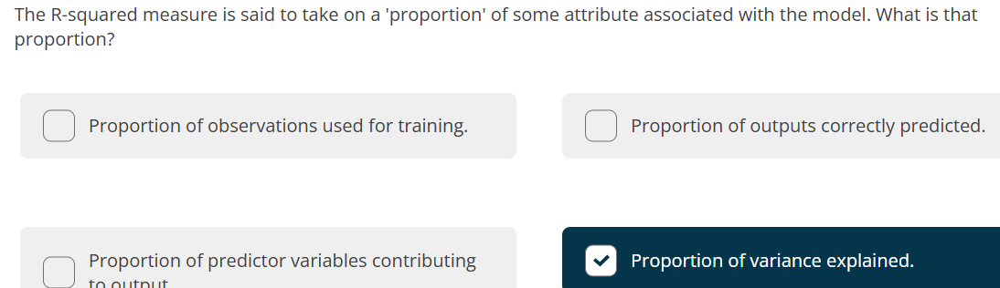 The R-squared measure is said to take on a 'proportion' of some attribute associated with the model. What is that
proportion?
Proportion of observations used for training.
Proportion of outputs correctly predicted.
Proportion of predictor variables contributing
to output.
Proportion of variance explained.